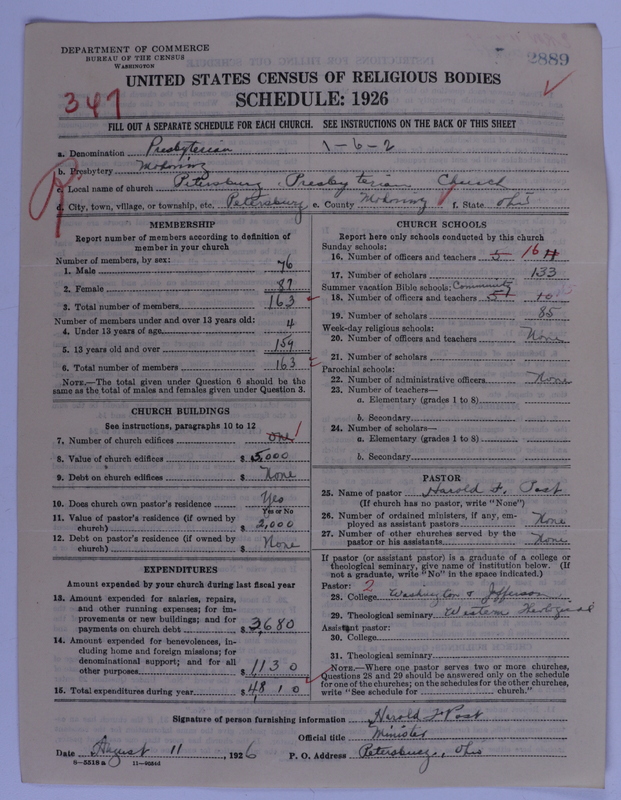 DEPARTMENT OF COMMERCE
BUREAU OF THE CENSUS
WASHINGTON
2889
UNITED STATES CENSUS OF RELIGIOUS BODIES
SCHEDULE: 1926
347
FILL OUT A SEPARATE SCHEDULE FOR EACH CHURCH. SEE INSTRUCTIONS ON THE BACK OF THIS SHEET
a. Denomination Presbyterian 1-6-2
b. Presbytery Mahoning
c. Local name of church Petersburg Presbyterian Church
d. City, town, village, or township, etc. Petersburg e. County Mahoning f. State Ohio
MEMBERSHIP
Report number of members according to definition of member in your church
Number of members, by sex:
1. Male 76
2. Female 87
3. Total number of members 163
Number of members under and over 13 years old:
4. Under 13 years of age 4
5. 13 years old and over 159
6. Total number of members 163
NOTE.—The total given under Question 6 should be the
same as the total of males and females given under Question 3.
CHURCH BUILDINGS
See instructions, paragraphs 10 to 12
7. Number of church edifices One 1
8. Value of church edifices $ 5,000
9. Debt on church edifices $ None
10. Does church own pastor's residence Yes
Yes or No
11. Value of pastor's residence (if owned by
church) $ 2,000
12. Debt on pastor's residence (if owned by
church) $ None
EXPENDITURES
Amount expended by your church during last fiscal year
13. Amount expended for salaries, repairs,
and other running expenses; for im-
provements or new buildings; and for
payments on church debt $ 3680
14. Amount expended for benevolences, in-
cluding home and foreign missions; for
denominational support; and for all
other purposes $ 1130
15. Total expenditures during year $ 4810
CHURCH SCHOOLS
Report here only schools conducted by this church
Sunday schools:
16. Number of officers and teachers 5 16
17. Number of scholars 133
Summer vacation Bible schools: Community
18. Number of officers and teachers 5 10
19. Number of scholars 85
Week-day religious schools:
20. Number of officers and teachers None
21. Number of scholars
Parochial schools:
22. Number of administrative officers None
23. Number of teachers—
a. Elementary (grades 1 to 8)
b. Secondary
24. Number of scholars—
a. Elementary (grades 1 to 8)
b. Secondary
PASTOR
25. Name of pastor Harold F. Post
(If church has no pastor, write "None")
26. Number of ordained ministers, if any, em-
ployed as assistant pastors None
27. Number of other churches served by the
pastor or his assistants None
If pastor (or assistant pastor) is a graduate of a college or
theological seminary, give name of institution below. (If
not a graduate, write "No" in the space indicated.)
Pastor: 2
28. College Washington & Jefferson
29. Theological seminary Western Theological
Assistant pastor:
30. College
31. Theological seminary
NOTE.—Where one pastor serves two or more churches,
Questions 28 and 29 should be answered only on the schedule
for one of the churches; on the schedules for the other churches,
write "See schedule for church."
Signature of person furnishing information Harold F Post
Official title Minister
Date August 11, 1926 P. O. Address Petersburg, Ohio
8—5518 a